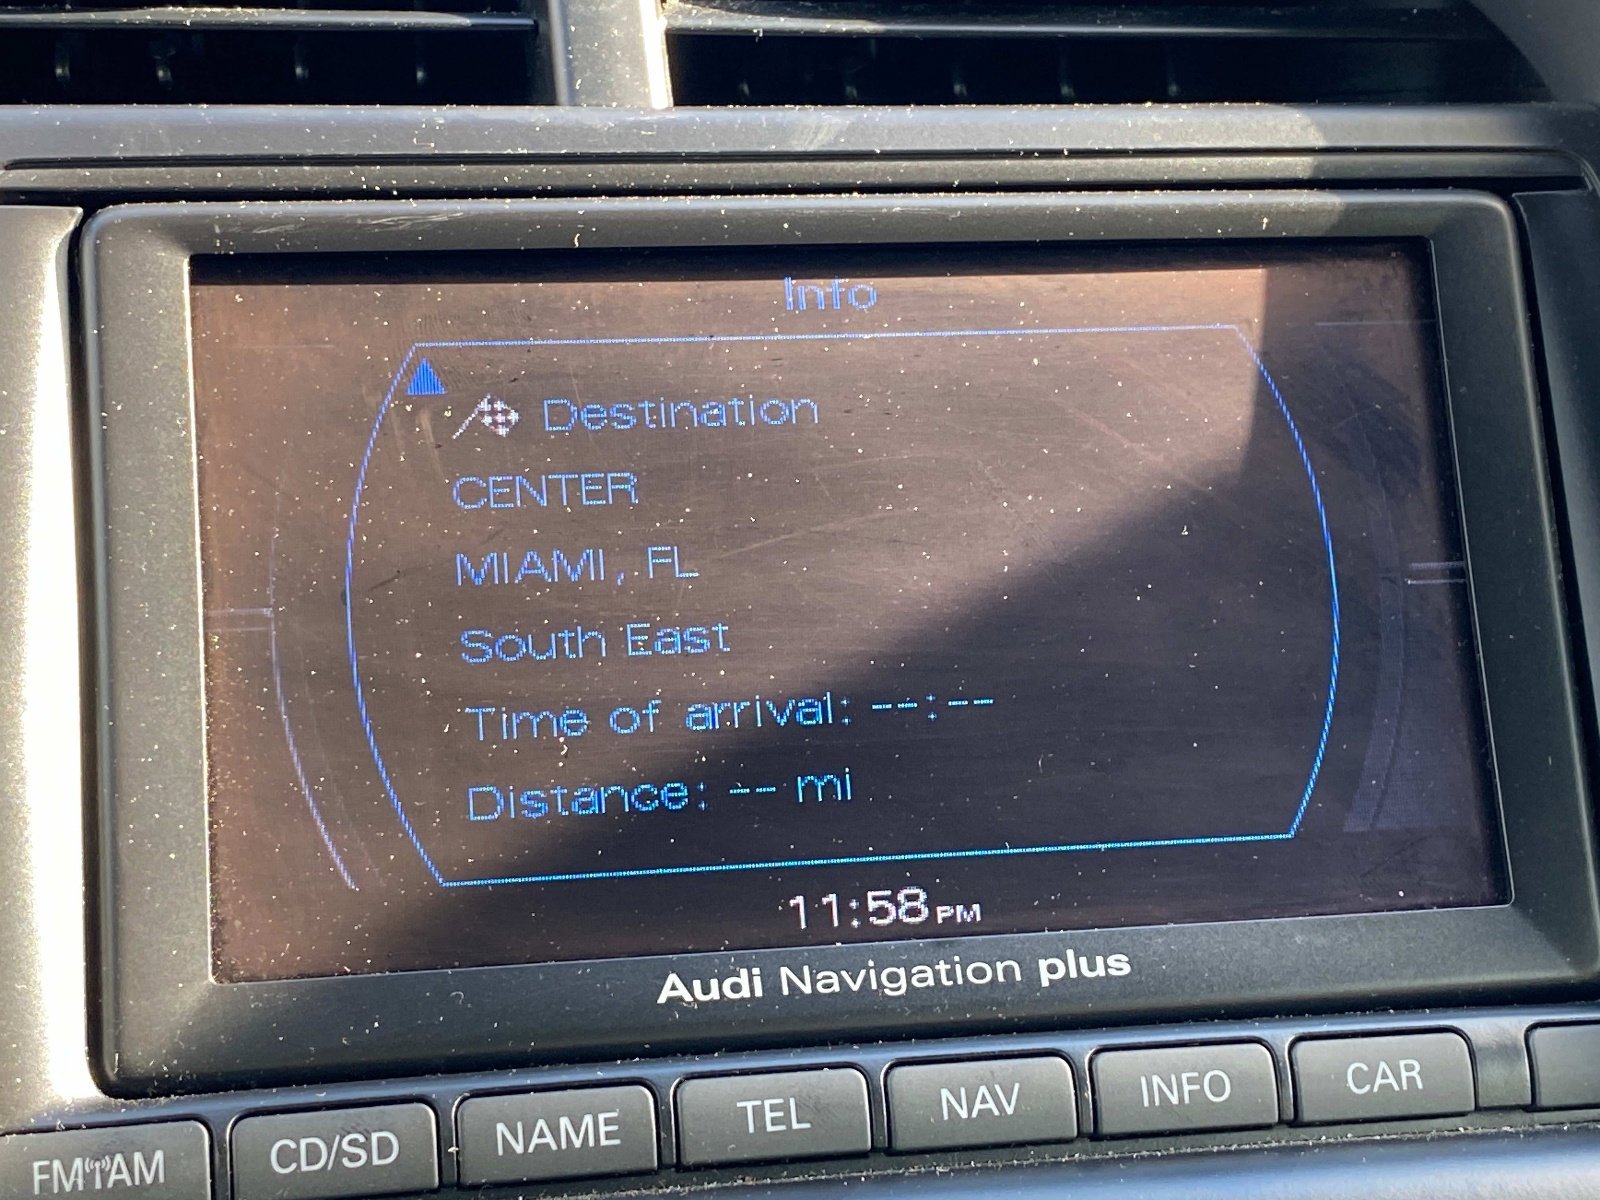 Info
Destination
CENTER
MIAMI, FL
South East
Time of arrival: --:--
Distance: -- mi
11:58 PM
Audi Navigation plus
FM AM
CD/SD
NAME
TEL
NAV
INFO
CAR